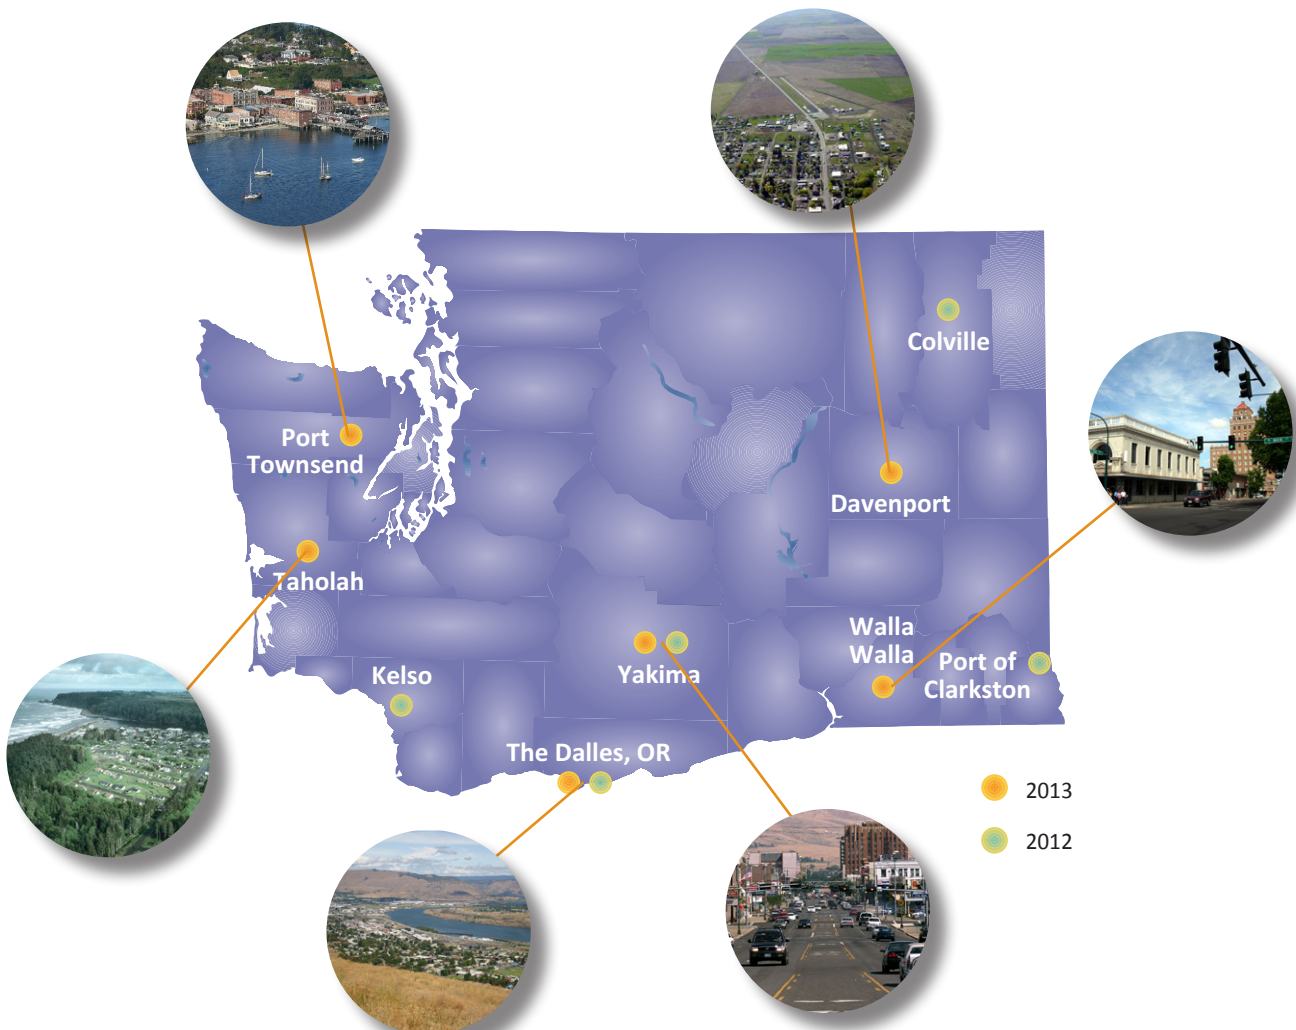 Colville
Port
Townsend
Davenport
Taholah
Walla
Walla
Kelso
Yakima
Port of
Clarkston
The Dalles, OR
2013
2012